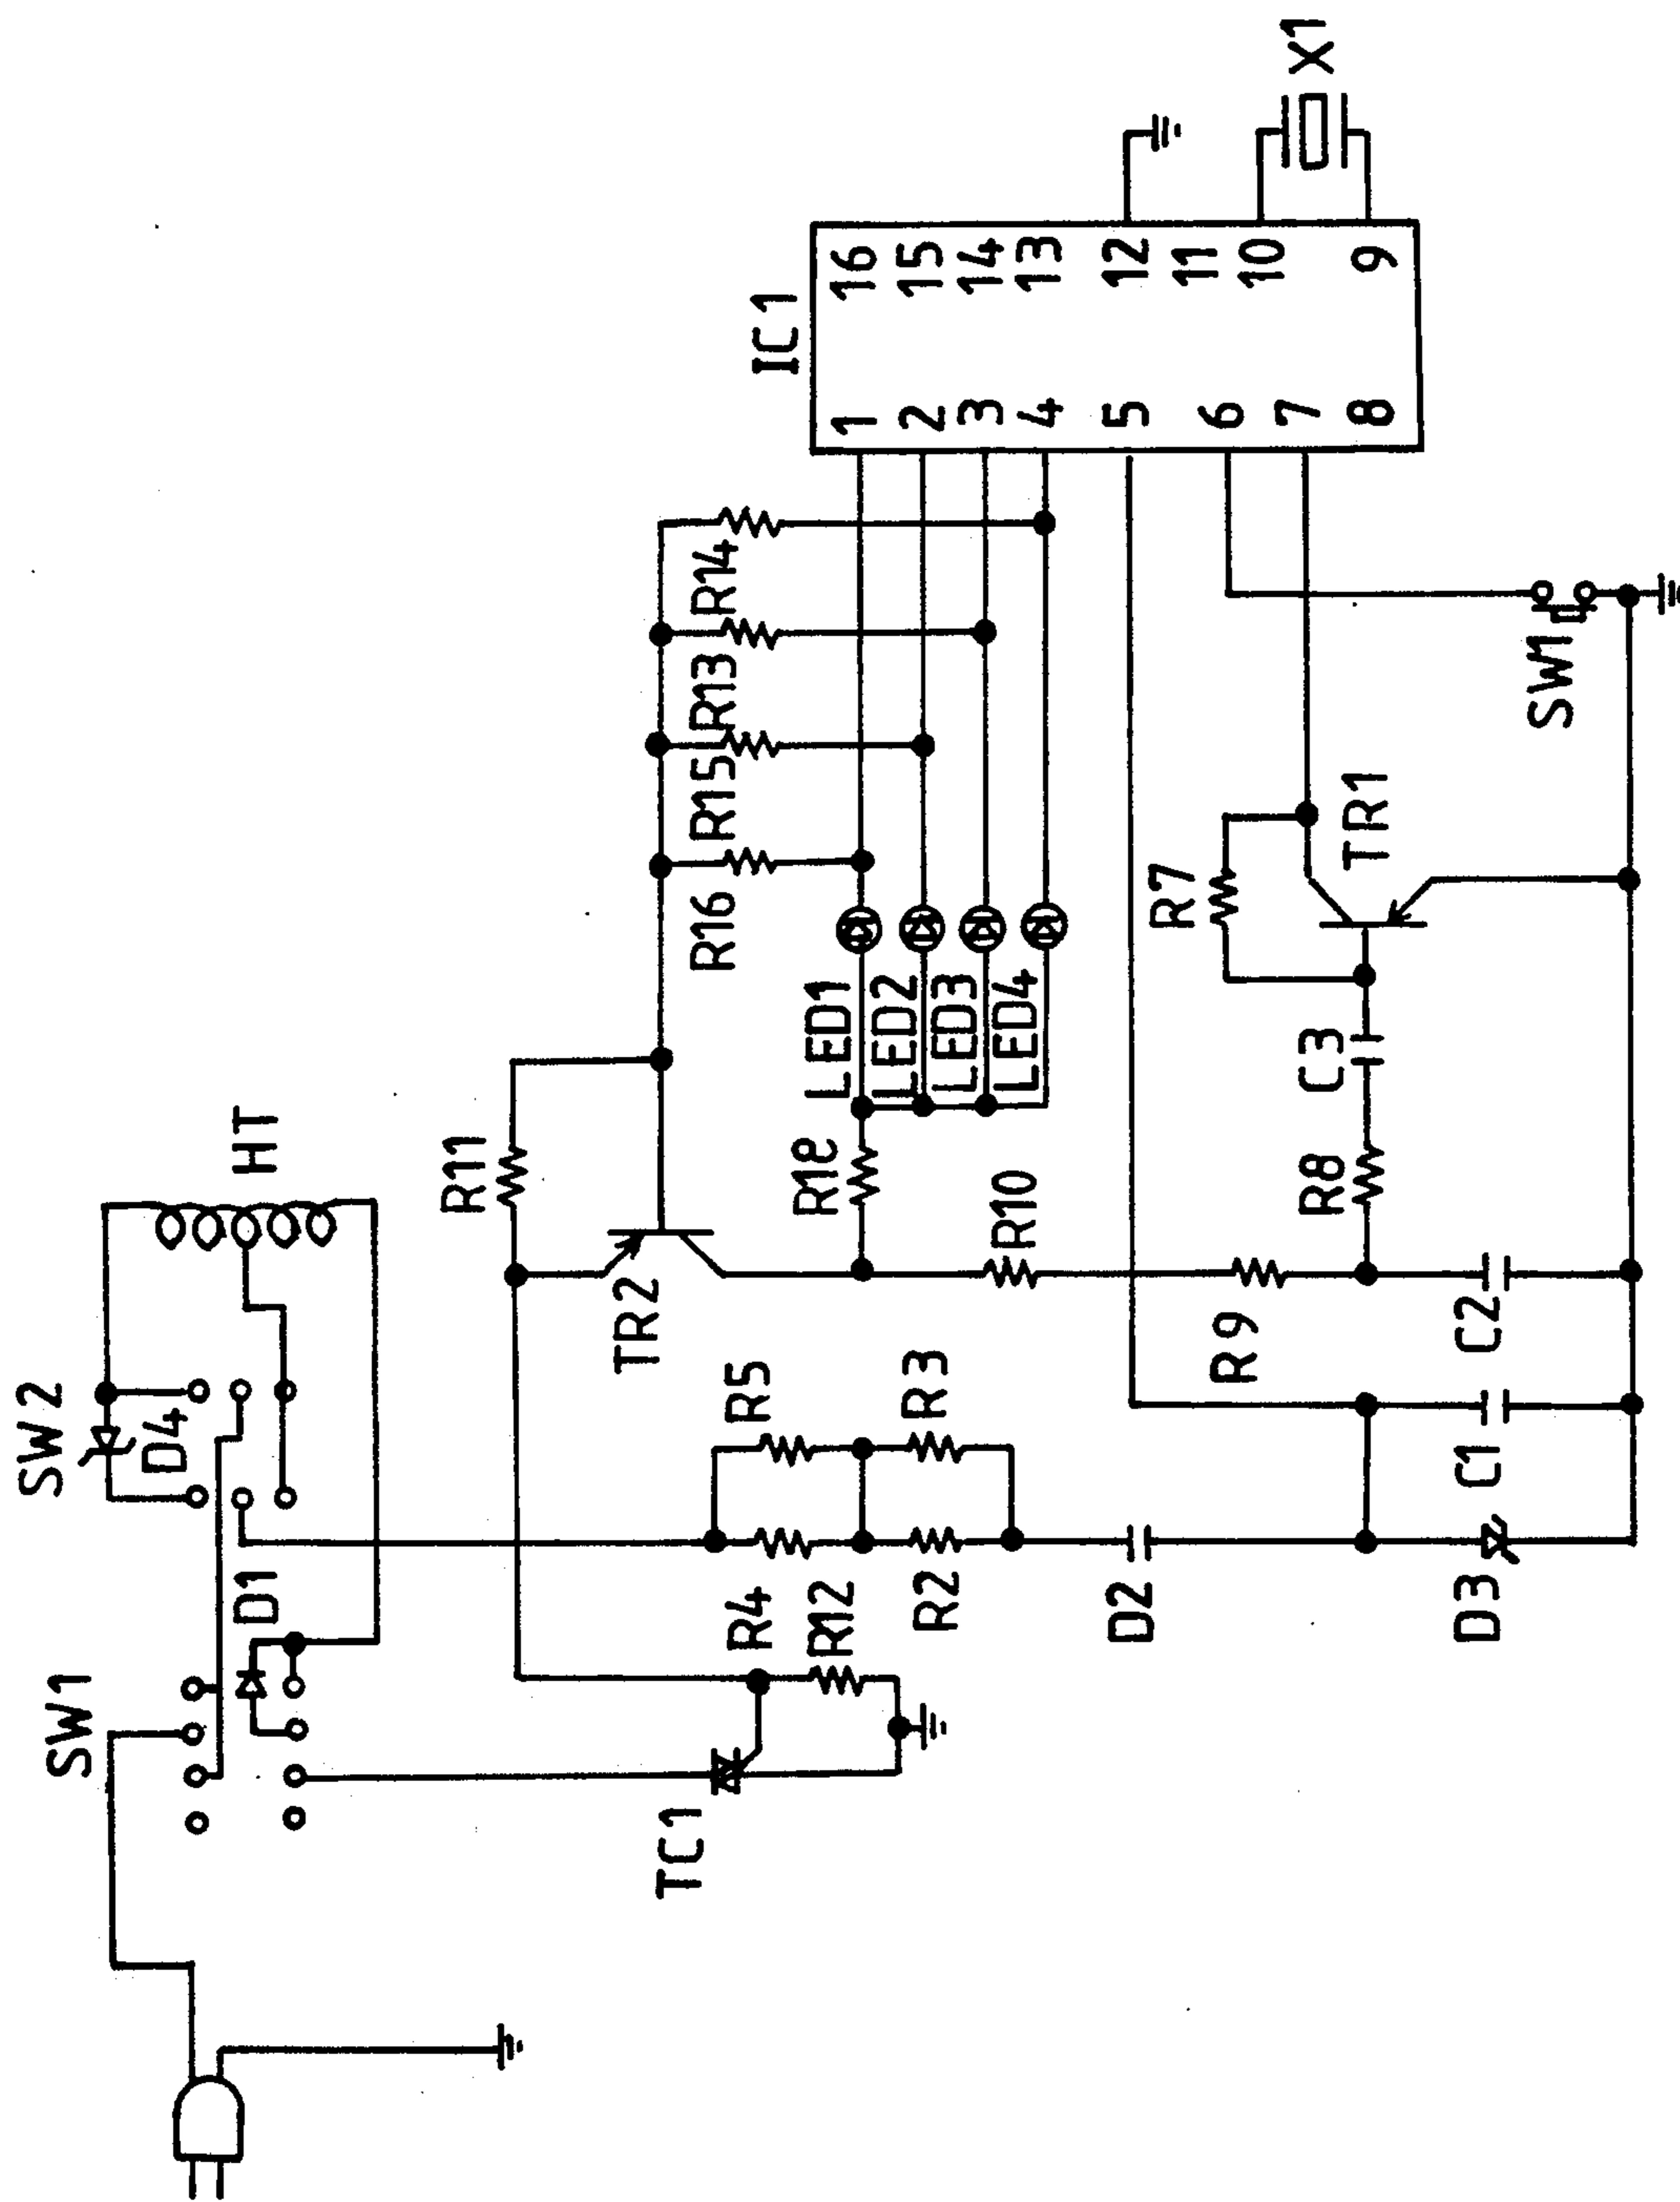 SW1
SW2
D4
HT
D1
R11
TR2
R5
R3
R4
R12
R2
TC1
R16
R15
R13
R14
LED1
LED2
LED3
LED4
R18
R10
R9
R8
C3
R7
TR1
D2
D3
C1
C2
SW1
IC1
1 16
2 15
3 14
4 13
5 12
11
6 10
7
8 9
X1